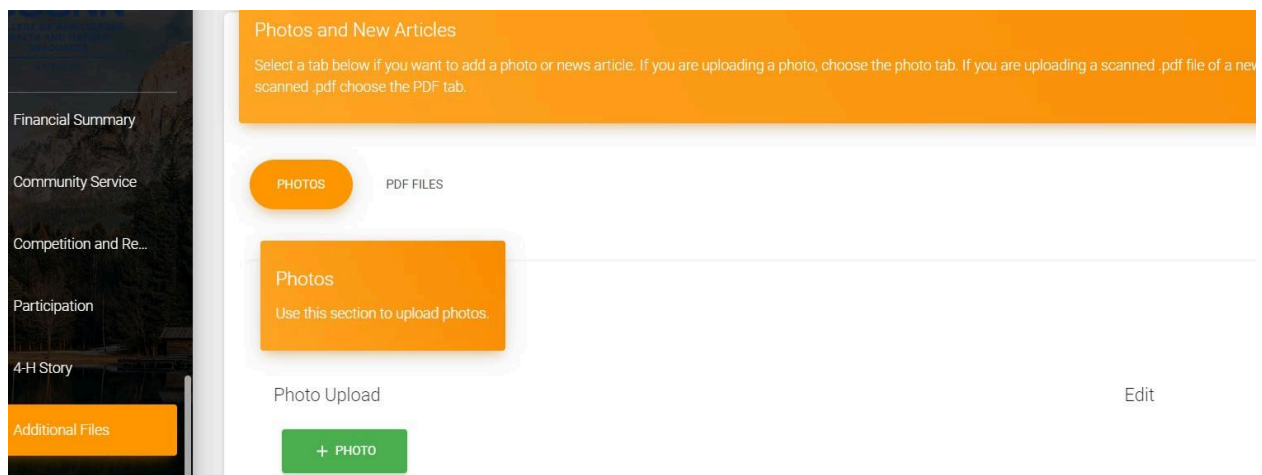 Photos and New Articles
Select a tab below if you want to add a photo or news article. If you are uploading a photo, choose the photo tab. If you are uploading a scanned .pdf file of a
scanned .pdf choose the PDF tab.
Financial Summary
Community Service
Competition and Re...
Participation
4-H Story
Additional Files
PHOTOS
PDF FILES
Photos
Use this section to upload photos.
Photo Upload
Edit
+ PHOTO